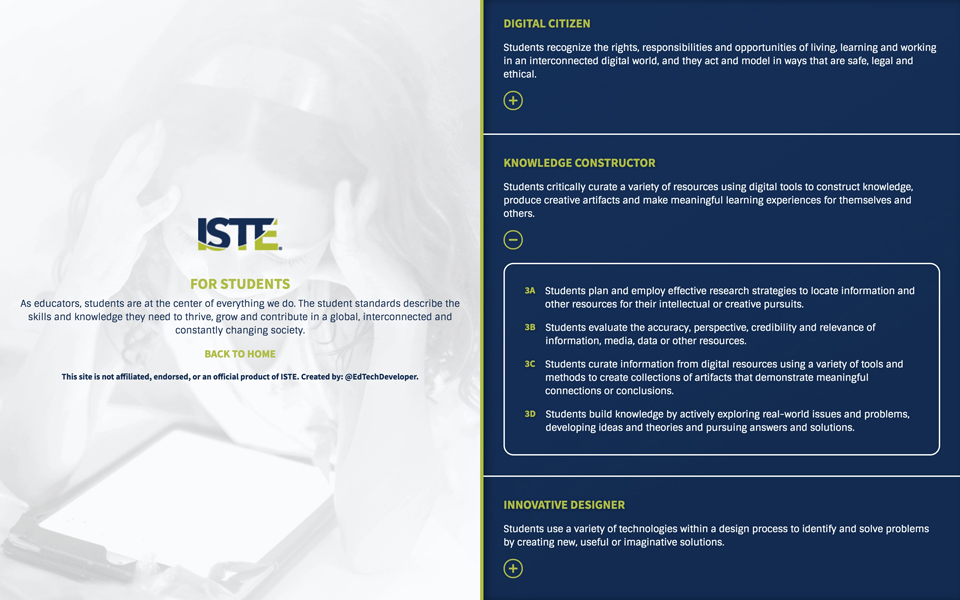 ISTE
FOR STUDENTS
As educators, students are at the center of everything we do. The student standards describe the
skills and knowledge they need to thrive, grow and contribute in a global, interconnected and
constantly changing society.
BACK TO HOME
This site is not affiliated, endorsed, or an official product of ISTE. Created by: @EdTechDeveloper.
DIGITAL CITIZEN
Students recognize the rights, responsibilities and opportunities of living, learning and working
in an interconnected digital world, and they act and model in ways that are safe, legal and
ethical.
KNOWLEDGE CONSTRUCTOR
Students critically curate a variety of resources using digital tools to construct knowledge,
produce creative artifacts and make meaningful learning experiences for themselves and
others.
3A Students plan and employ effective research strategies to locate information and
other resources for their intellectual or creative pursuits.
3B Students evaluate the accuracy, perspective, credibility and relevance of
information, media, data or other resources.
3C Students curate information from digital resources using a variety of tools and
methods to create collections of artifacts that demonstrate meaningful
connections or conclusions.
3D Students build knowledge by actively exploring real-world issues and problems,
developing ideas and theories and pursuing answers and solutions.
INNOVATIVE DESIGNER
Students use a variety of technologies within a design process to identify and solve problems
by creating new, useful or imaginative solutions.